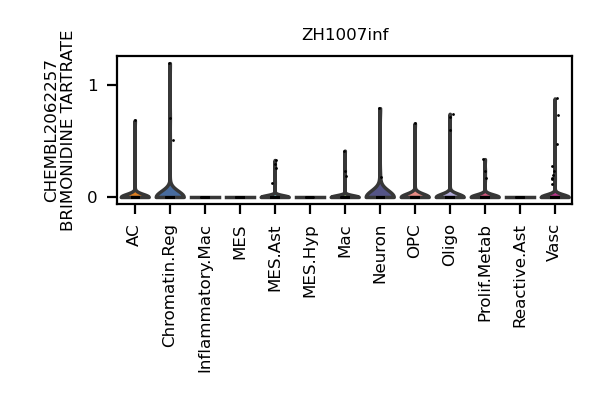 ZH1007inf
CHEMBL2062257
BRIMONIDINE TARTRATE
1
0
AC
Chromatin.Reg
Inflammatory.Mac
MES
MES.Ast
MES.Hyp
Mac
Neuron
OPC
Oligo
Prolif.Metab
Reactive.Ast
Vasc